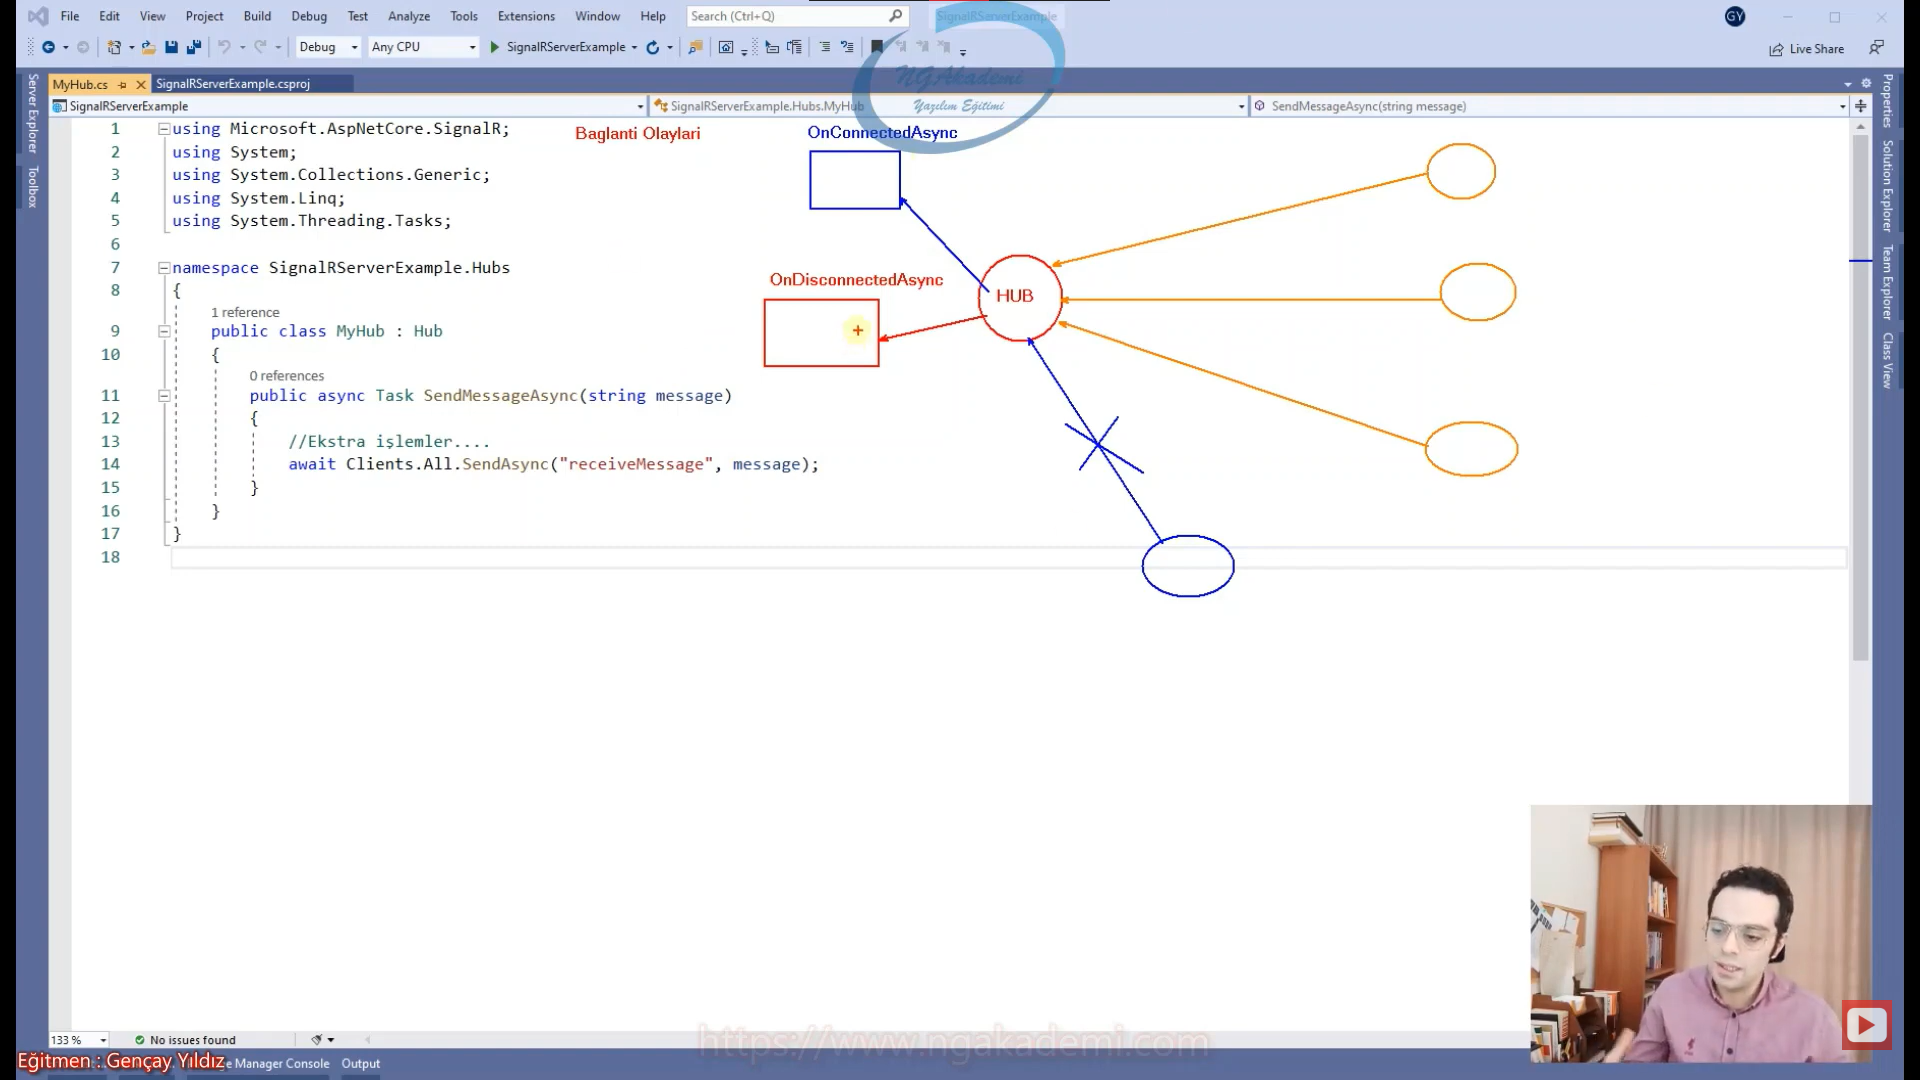 File Edit View Project Build Debug Test Analyze Tools Extensions Window Help Search (Ctrl+Q) SignalRServerExample GY
Debug Any CPU SignalRServerExample Live Share
NGAkademi
Yazılım Eğitimi
MyHub.cs SignalRServerExample.csproj
SignalRServerExample SignalRServerExample.Hubs.MyHub SendMessageAsync(string message)
Server Explorer
Toolbox
Properties
Solution Explorer
Team Explorer
Class View
1 using Microsoft.AspNetCore.SignalR;
2 using System;
3 using System.Collections.Generic;
4 using System.Linq;
5 using System.Threading.Tasks;
6
7 namespace SignalRServerExample.Hubs
8 {
1 reference
9 public class MyHub : Hub
10 {
0 references
11 public async Task SendMessageAsync(string message)
12 {
13 //Ekstra işlemler....
14 await Clients.All.SendAsync("receiveMessage", message);
15 }
16 }
17 }
18
Baglanti Olaylari
OnConnectedAsync
OnDisconnectedAsync
HUB
133 % No issues found
https://www.ngakademi.com
Eğitmen : Gençay Yıldız
ge Manager Console Output